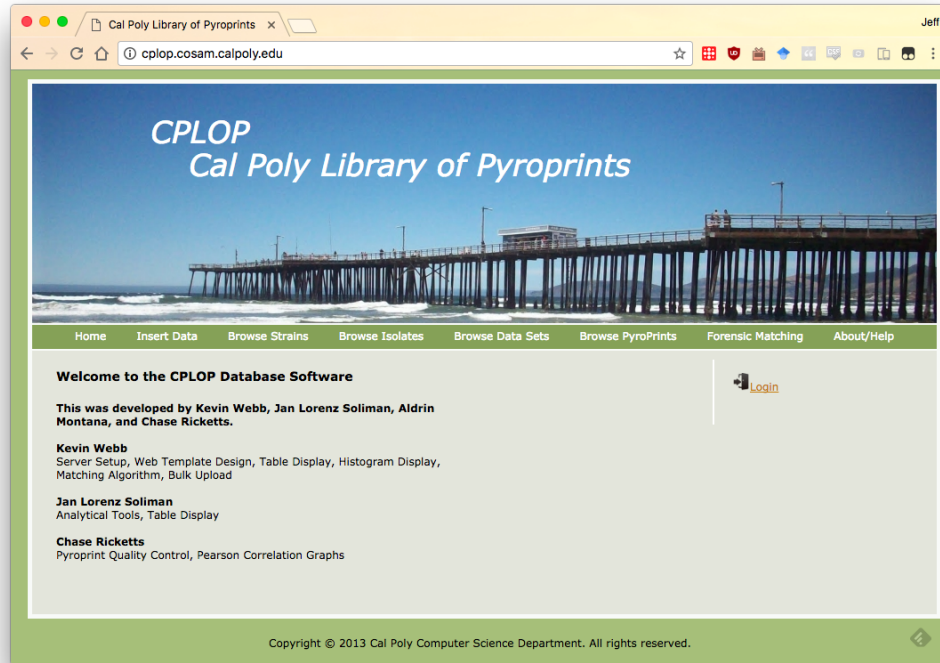 Cal Poly Library of Pyroprints
Jeff
cplop.cosam.calpoly.edu
CPLOP
Cal Poly Library of Pyroprints
Home Insert Data Browse Strains Browse Isolates Browse Data Sets Browse PyroPrints Forensic Matching About/Help
Welcome to the CPLOP Database Software
Login
This was developed by Kevin Webb, Jan Lorenz Soliman, Aldrin
Montana, and Chase Ricketts.
Kevin Webb
Server Setup, Web Template Design, Table Display, Histogram Display,
Matching Algorithm, Bulk Upload
Jan Lorenz Soliman
Analytical Tools, Table Display
Chase Ricketts
Pyroprint Quality Control, Pearson Correlation Graphs
Copyright © 2013 Cal Poly Computer Science Department. All rights reserved.